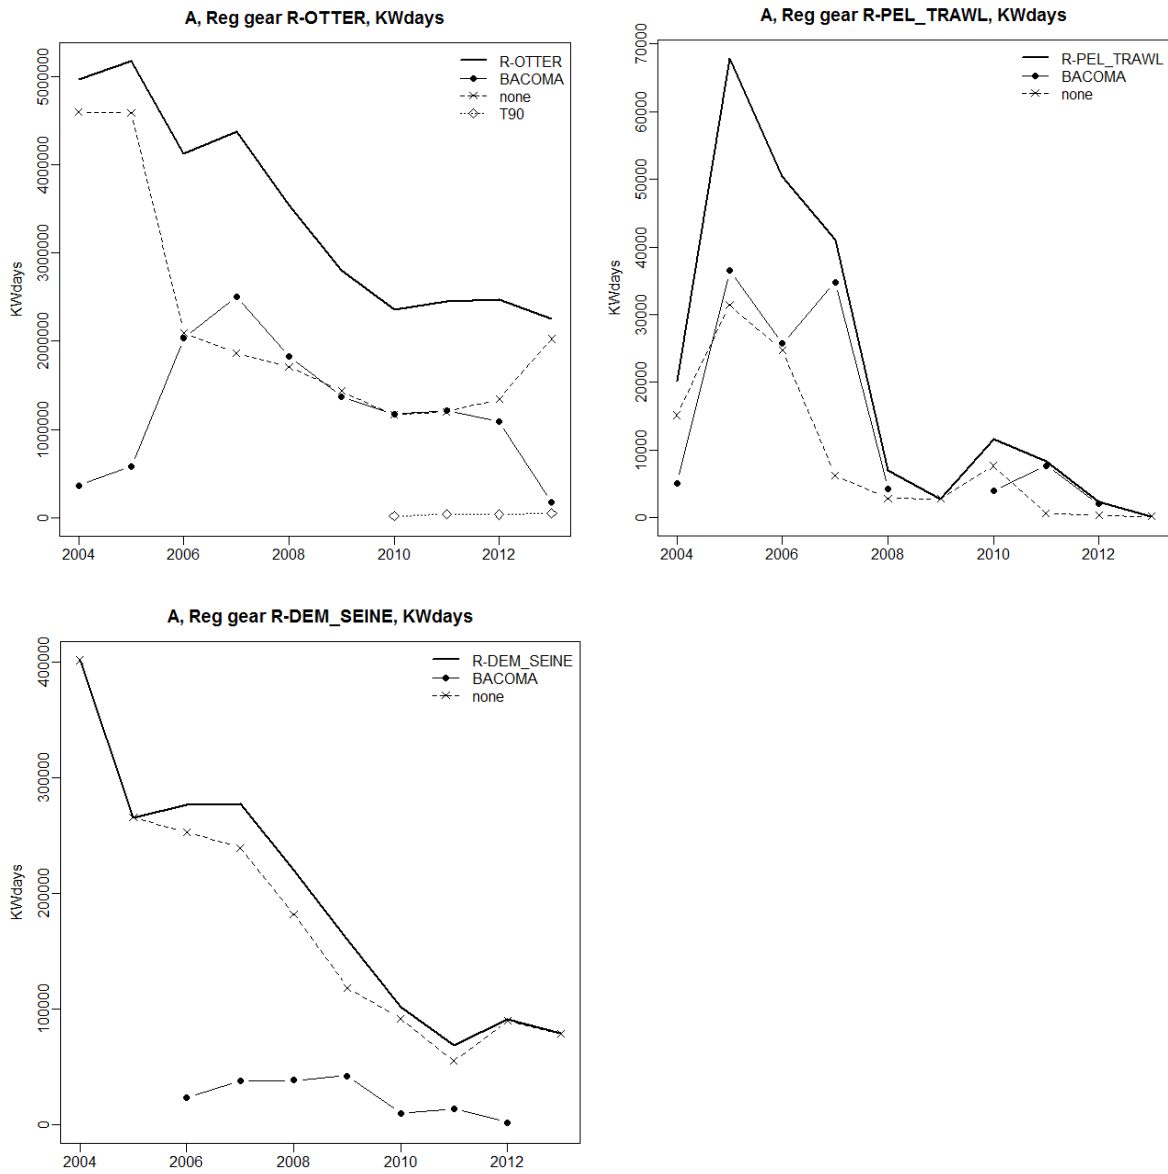 A, Reg gear R-OTTER, KWdays
KWdays
0
1000000
2000000
3000000
4000000
5000000
2004
2006
2008
2010
2012
R-OTTER
BACOMA
none
T90
A, Reg gear R-PEL_TRAWL, KWdays
KWdays
0
10000
20000
30000
40000
50000
60000
70000
2004
2006
2008
2010
2012
R-PEL_TRAWL
BACOMA
none
A, Reg gear R-DEM_SEINE, KWdays
KWdays
0
100000
200000
300000
400000
2004
2006
2008
2010
2012
R-DEM_SEINE
BACOMA
none